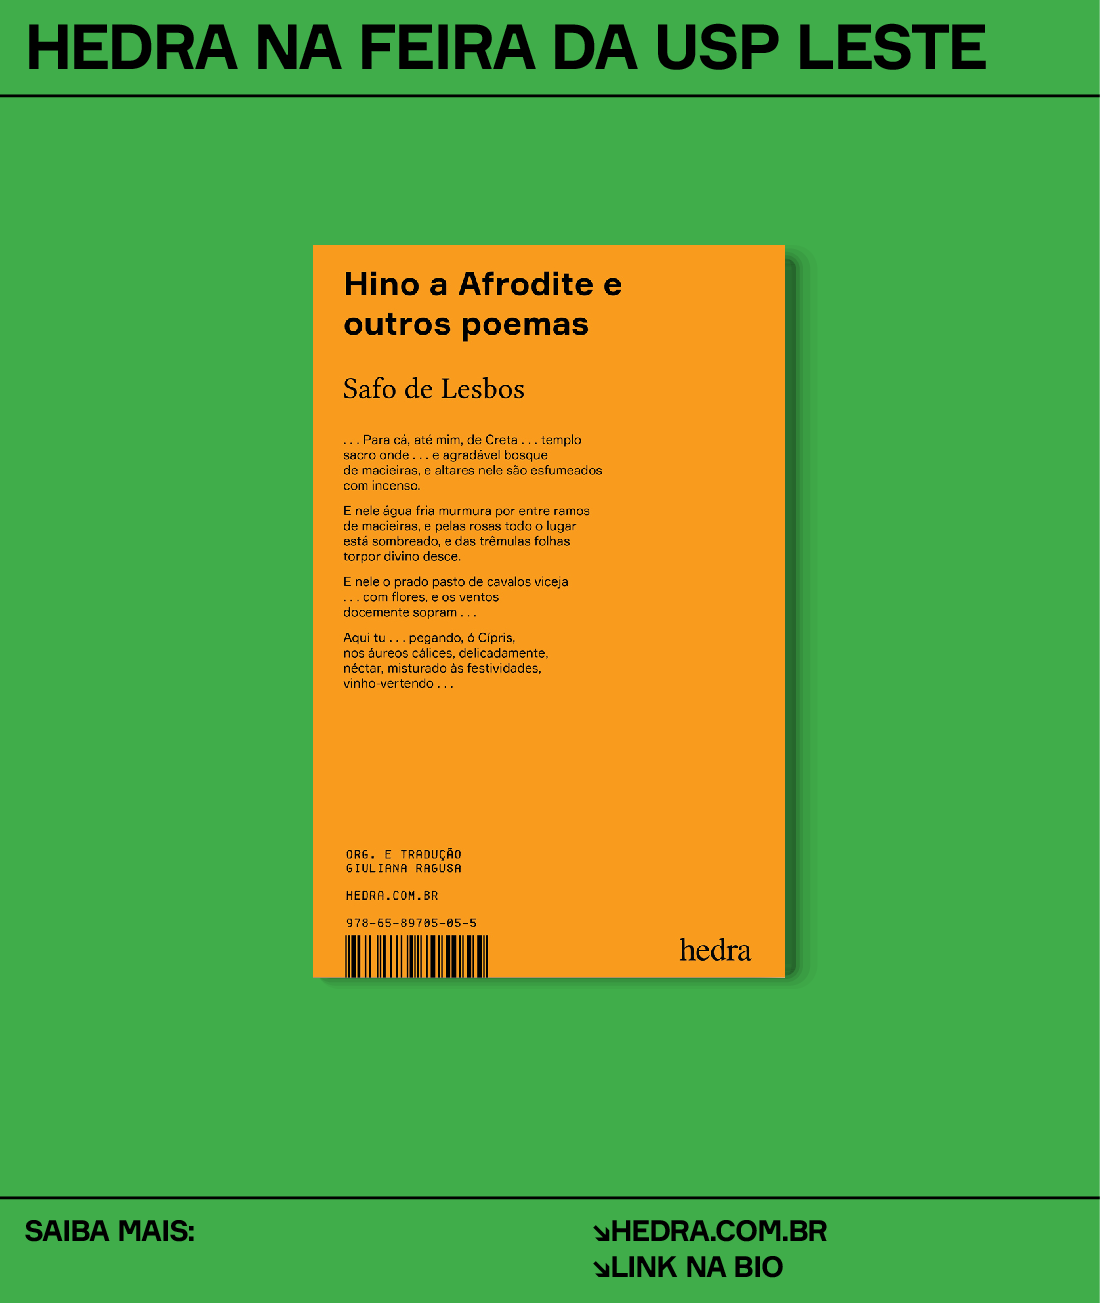 HEDRA NA FEIRA DA USP LESTE
Hino a Afrodite e
outros poemas
Safo de Lesbos
. . . Para cá, até mim, de Creta . . . templo
sacro onde . . . e agradável bosque
de macieiras, e altares nele são esfumeados
com incenso.
E nele água fria murmura por entre ramos
de macieiras, e pelas rosas todo o lugar
está sombreado, e das trêmulas folhas
torpor divino desce.
E nele o prado pasto de cavalos viceja
. . . com flores, e os ventos
docemente sopram . . .
Aqui tu . . . pegando, ó Cípris,
nos áureos cálices, delicadamente,
néctar, misturado às festividades,
vinho-vertendo . . .
ORG. E TRADUÇÃO
GIULIANA RAGUSA
HEDRA.COM.BR
978-65-89705-05-5
hedra
SAIBA MAIS:
↘HEDRA.COM.BR
↘LINK NA BIO